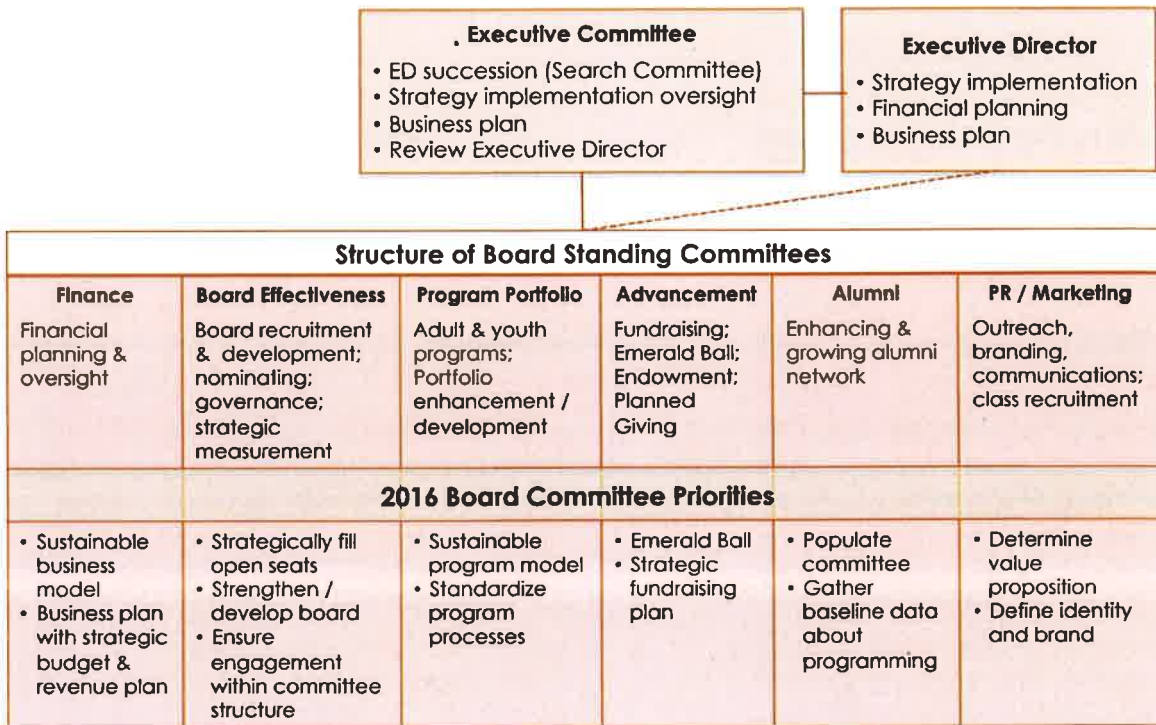 . Executive Committee
• ED succession (Search Committee)
• Strategy implementation oversight
• Business plan
• Review Executive Director
Executive Director
• Strategy implementation
• Financial planning
• Business plan
Structure of Board Standing Committees
Finance
Financial
planning &
oversight
Board Effectiveness
Board recruitment
& development;
nominating;
governance;
strategic
measurement
Program Portfolio
Adult & youth
programs;
Portfolio
enhancement /
development
Advancement
Fundraising;
Emerald Ball;
Endowment;
Planned
Giving
Alumni
Enhancing &
growing alumni
network
PR / Marketing
Outreach,
branding,
communications;
class recruitment
2016 Board Committee Priorities
• Sustainable
business
model
• Business plan
with strategic
budget &
revenue plan
• Strategically fill
open seats
• Strengthen /
develop board
• Ensure
engagement
within committee
structure
• Sustainable
program model
• Standardize
program
processes
• Emerald Ball
• Strategic
fundraising
plan
• Populate
committee
• Gather
baseline data
about
programming
• Determine
value
proposition
• Define identity
and brand